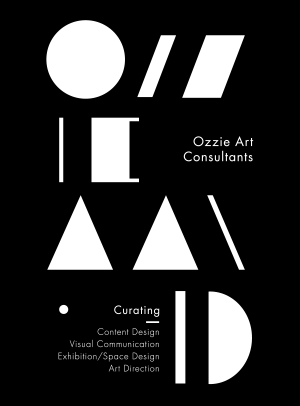 Ozzie Art
Consultants
Curating
Content Design
Visual Communication
Exhibition/Space Design
Art Direction